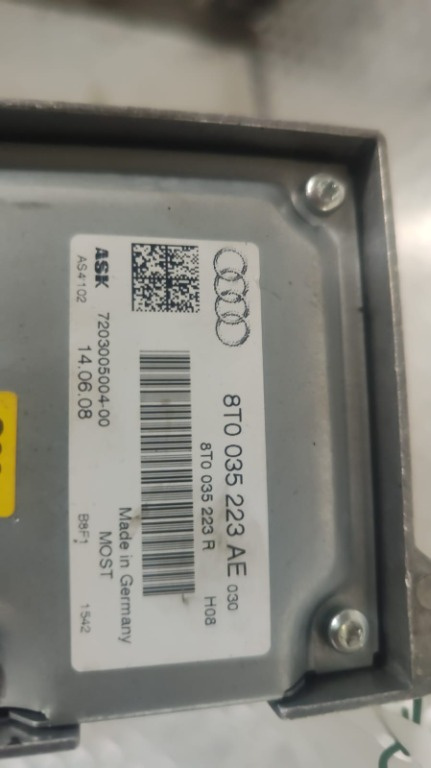 8T0 035 223 AE 030
8T0 035 223 R H08
Made in Germany
MOST
ASK 7203005004-00
14.06.08
AS4102
B8F1
1542